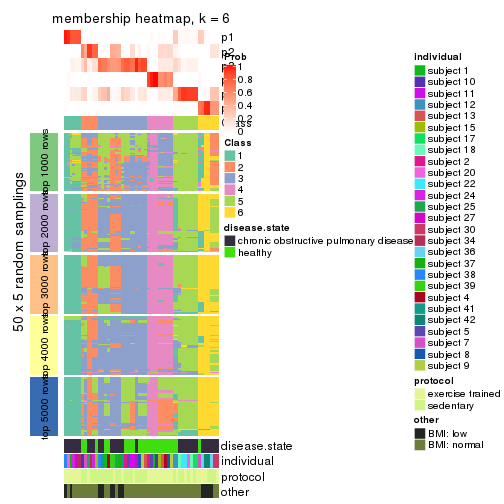 membership heatmap, k = 6
p1
Prob
1
0.8
0.6
0.4
0.2
0
Class
1
2
3
4
5
6
disease.state
chronic obstructive pulmonary disease
healthy
50 x 5 random samplings
top 1000 rows
top 2000 rows
top 3000 rows
top 4000 rows
top 5000 rows
disease.state
individual
protocol
other
individual
subject 1
subject 10
subject 11
subject 12
subject 13
subject 15
subject 17
subject 18
subject 2
subject 20
subject 22
subject 24
subject 25
subject 27
subject 30
subject 34
subject 36
subject 37
subject 38
subject 39
subject 4
subject 41
subject 42
subject 5
subject 7
subject 8
subject 9
protocol
exercise trained
sedentary
other
BMI: low
BMI: normal